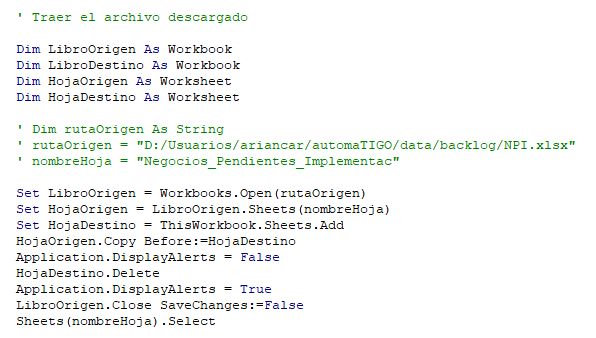 ' Traer el archivo descargado
Dim LibroOrigen As Workbook
Dim LibroDestino As Workbook
Dim HojaOrigen As Worksheet
Dim HojaDestino As Worksheet
' Dim rutaOrigen As String
' rutaOrigen = "D:/Usuarios/ariancar/automaTIGO/data/backlog/NPI.xlsx"
' nombreHoja = "Negocios_Pendientes_Implementac"
Set LibroOrigen = Workbooks.Open(rutaOrigen)
Set HojaOrigen = LibroOrigen.Sheets(nombreHoja)
Set HojaDestino = ThisWorkbook.Sheets.Add
HojaOrigen.Copy Before:=HojaDestino
Application.DisplayAlerts = False
HojaDestino.Delete
Application.DisplayAlerts = True
LibroOrigen.Close SaveChanges:=False
Sheets(nombreHoja).Select